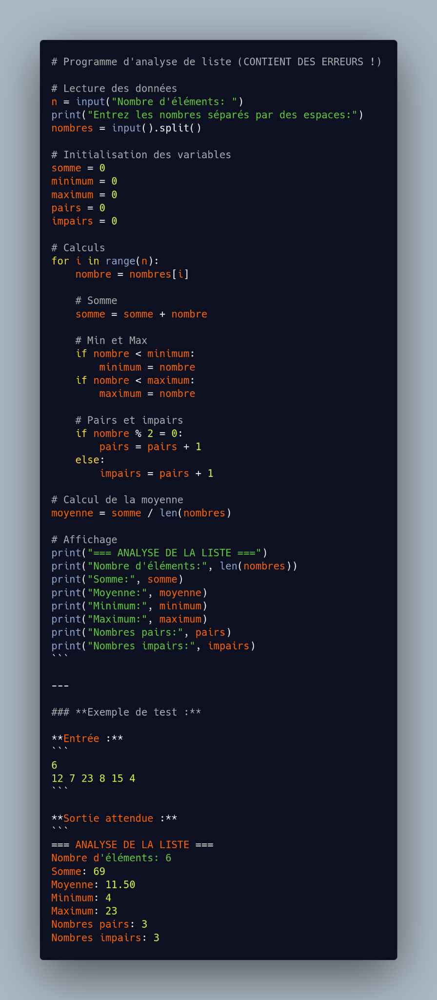 # Programme d'analyse de liste (CONTIENT DES ERREURS !)

# Lecture des données
n = input("Nombre d'éléments: ")
print("Entrez les nombres séparés par des espaces:")
nombres = input().split()

# Initialisation des variables
somme = 0
minimum = 0
maximum = 0
pairs = 0
impairs = 0

# Calculs
for i in range(n):
    nombre = nombres[i]

    # Somme
    somme = somme + nombre

    # Min et Max
    if nombre < minimum:
        minimum = nombre
    if nombre < maximum:
        maximum = nombre

    # Pairs et impairs
    if nombre % 2 = 0:
        pairs = pairs + 1
    else:
        impairs = pairs + 1

# Calcul de la moyenne
moyenne = somme / len(nombres)

# Affichage
print("=== ANALYSE DE LA LISTE ===")
print("Nombre d'éléments:", len(nombres))
print("Somme:", somme)
print("Moyenne:", moyenne)
print("Minimum:", minimum)
print("Maximum:", maximum)
print("Nombres pairs:", pairs)
print("Nombres impairs:", impairs)
```

---

### **Exemple de test :**

**Entrée :**
```
6
12 7 23 8 15 4
```

**Sortie attendue :**
```
=== ANALYSE DE LA LISTE ===
Nombre d'éléments: 6
Somme: 69
Moyenne: 11.50
Minimum: 4
Maximum: 23
Nombres pairs: 3
Nombres impairs: 3